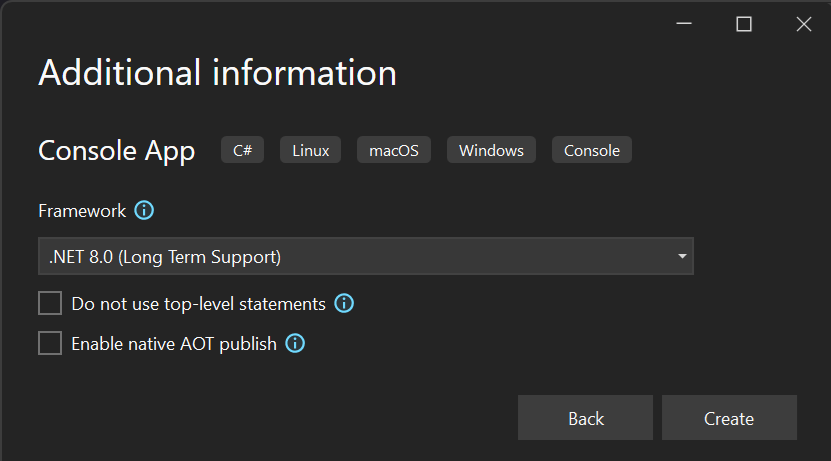 Additional information
Console App C# Linux macOS Windows Console
Framework
.NET 8.0 (Long Term Support)
Do not use top-level statements
Enable native AOT publish
Back Create